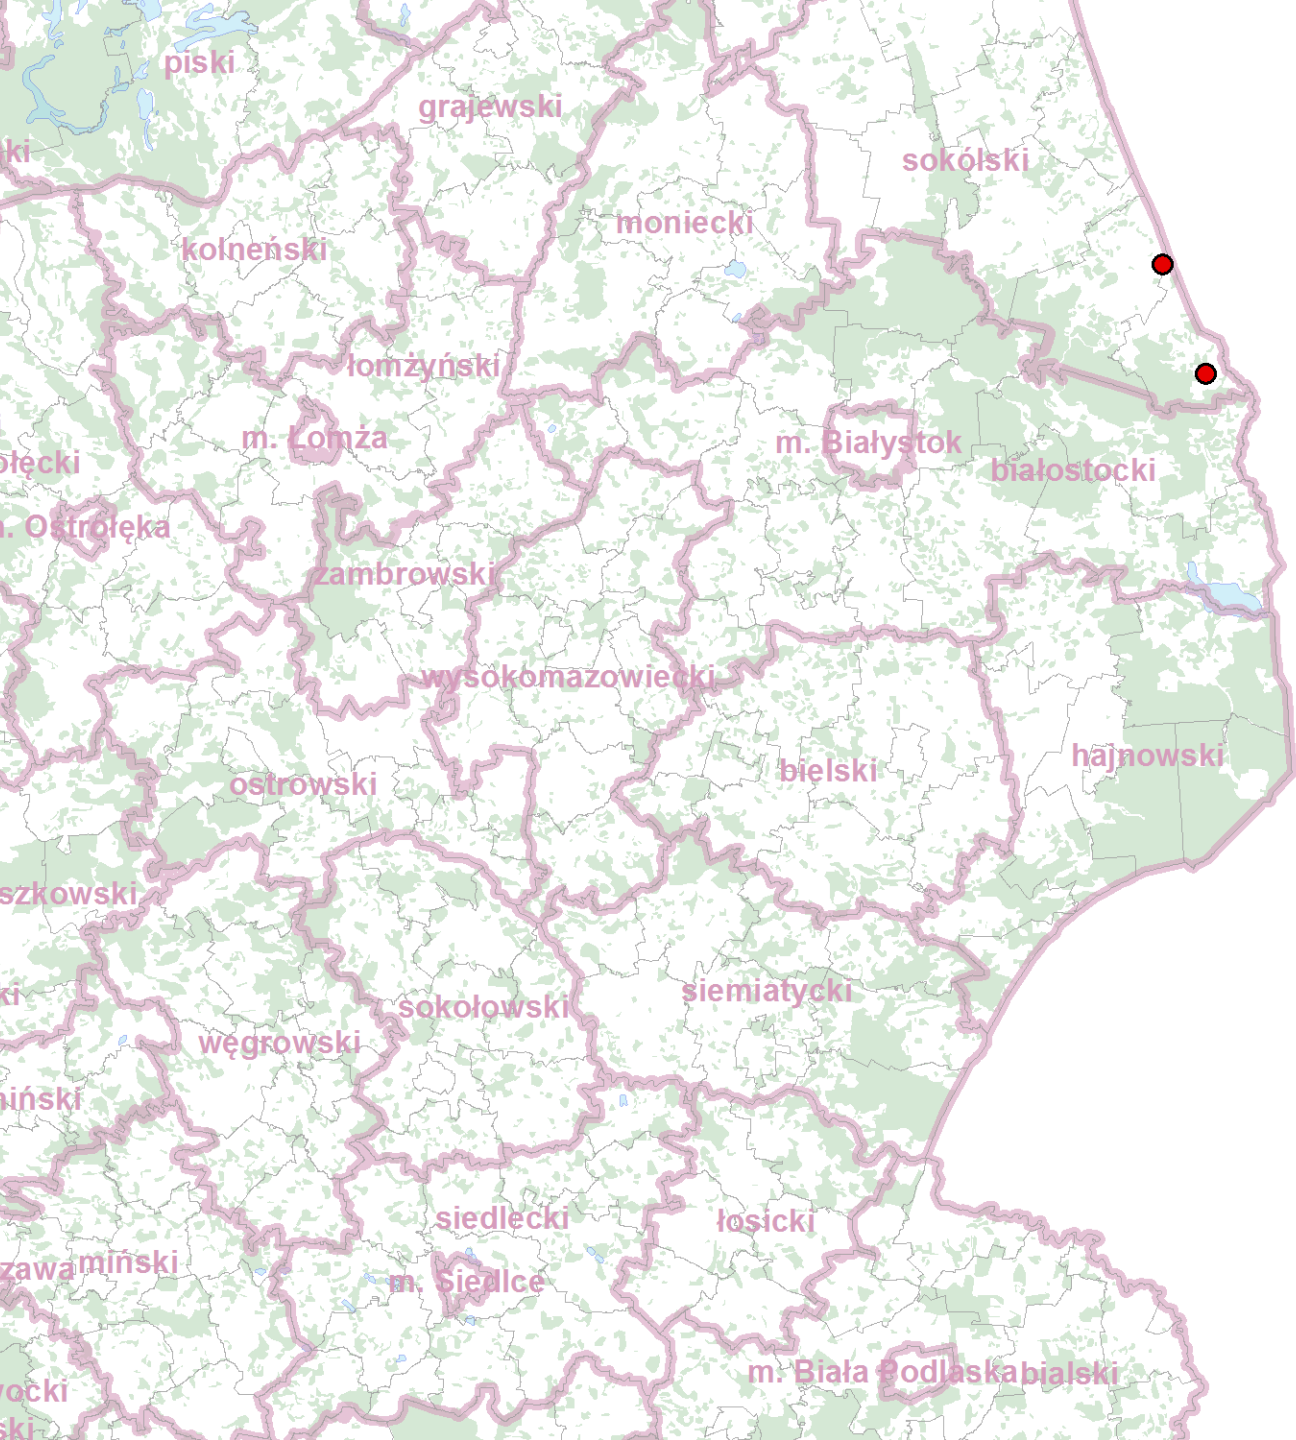 piski
grajewski
ki
sokólski
moniecki
kolneński
łomżyński
m. Łomża
m. Białystok
ołęcki
białostocki
m. Ostrołęka
zambrowski
wysokomazowiecki
hajnowski
bielski
ostrowski
szkowski
ki
siemiatycki
sokołowski
węgrowski
iński
siedlecki
łosicki
zawa
miński
m. Siedlce
m. Biała Podlaska
bialski
ocki
ski